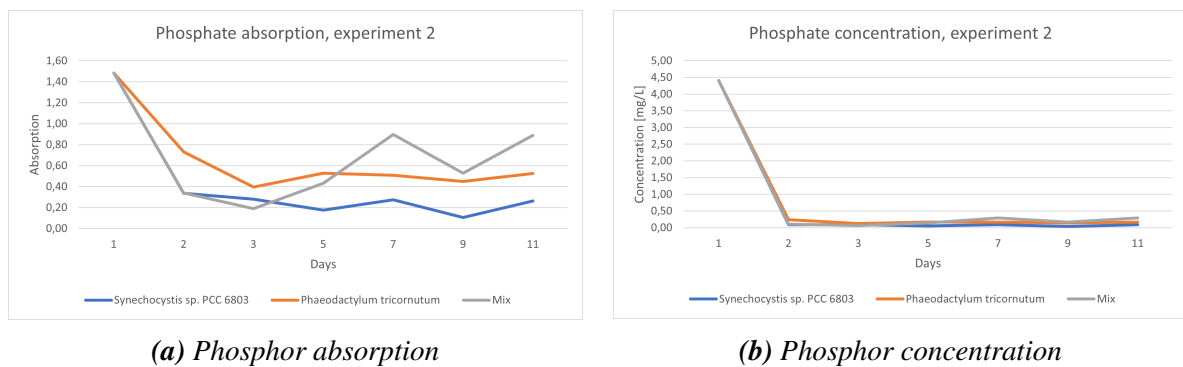 Phosphate absorption, experiment 2
1,60
1,40
1,20
1,00
0,80
0,60
0,40
0,20
0,00
Absorption
1 2 3 5 7 9 11
Days
Synechocystis sp. PCC 6803 Phaeodactylum tricornutum Mix
(a) Phosphor absorption
Phosphate concentration, experiment 2
5,00
4,50
4,00
3,50
3,00
2,50
2,00
1,50
1,00
0,50
0,00
Concentration [mg/L]
1 2 3 5 7 9 11
Days
Synechocystis sp. PCC 6803 Phaeodactylum tricornutum Mix
(b) Phosphor concentration